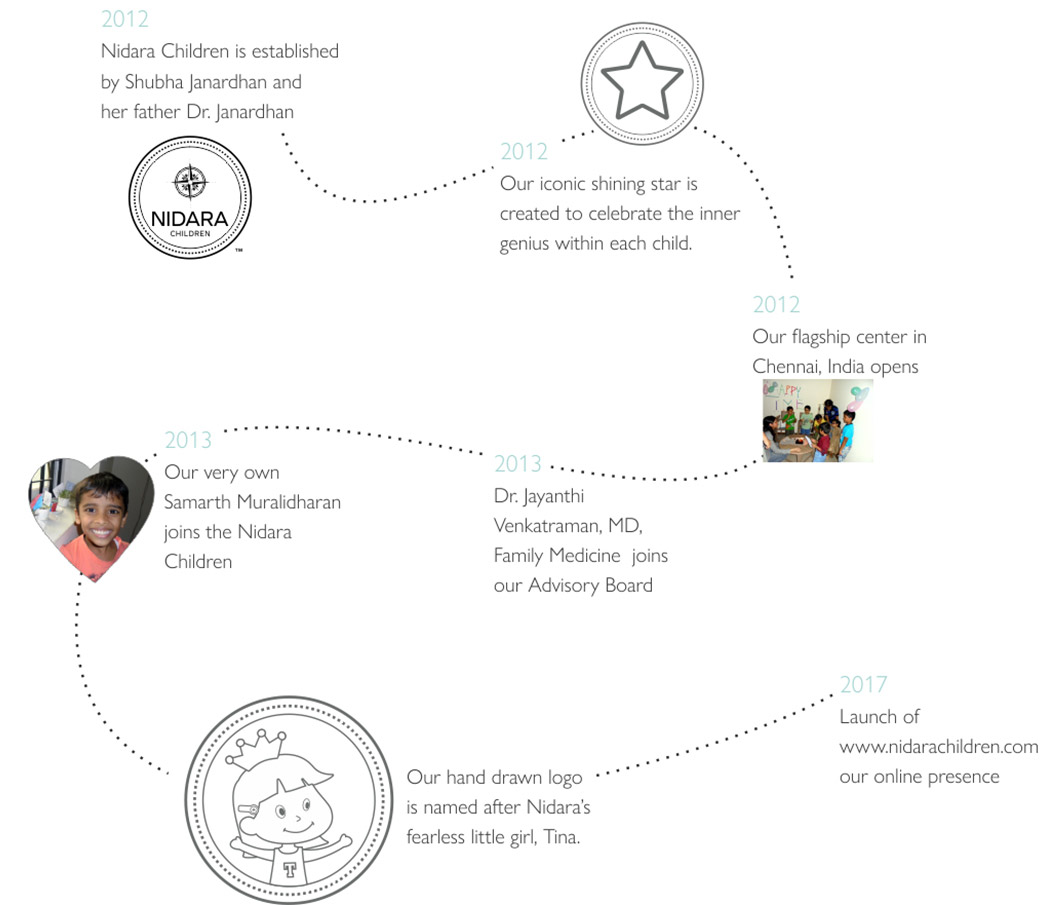 2012
Nidara Children is established
by Shubha Janardhan and
her father Dr. Janardhan
NIDARA
CHILDREN
™
2012
Our iconic shining star is
created to celebrate the inner
genius within each child.
2012
Our flagship center in
Chennai, India opens
2013
Dr. Jayanthi
Venkatraman, MD,
Family Medicine joins
our Advisory Board
2013
Our very own
Samarth Muralidharan
joins the Nidara
Children
T
Our hand drawn logo
is named after Nidara’s
fearless little girl, Tina.
2017
Launch of
www.nidarachildren.com
our online presence